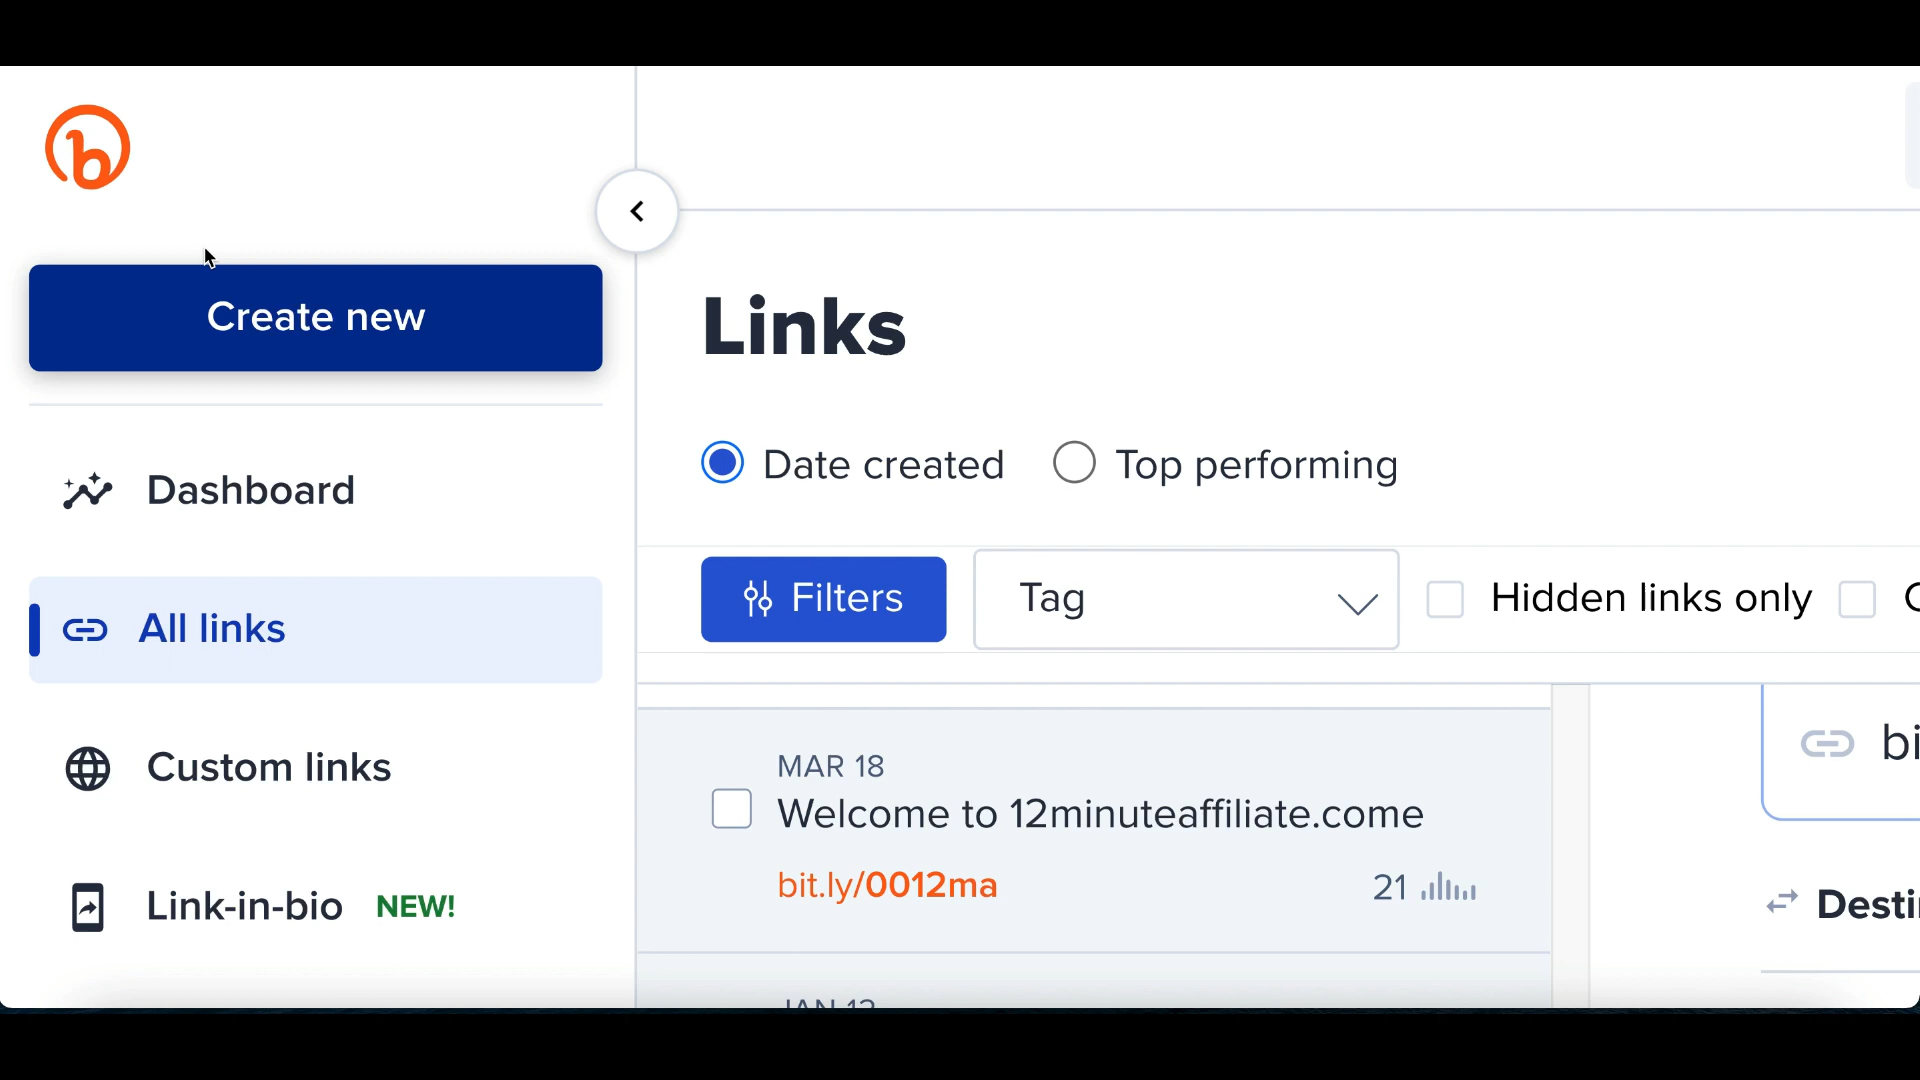 Create new
Dashboard
All links
Custom links
Link-in-bio NEW!
Links
Date created
Top performing
Filters
Tag
Hidden links only
MAR 18
Welcome to 12minuteaffiliate.come
bit.ly/0012ma
21